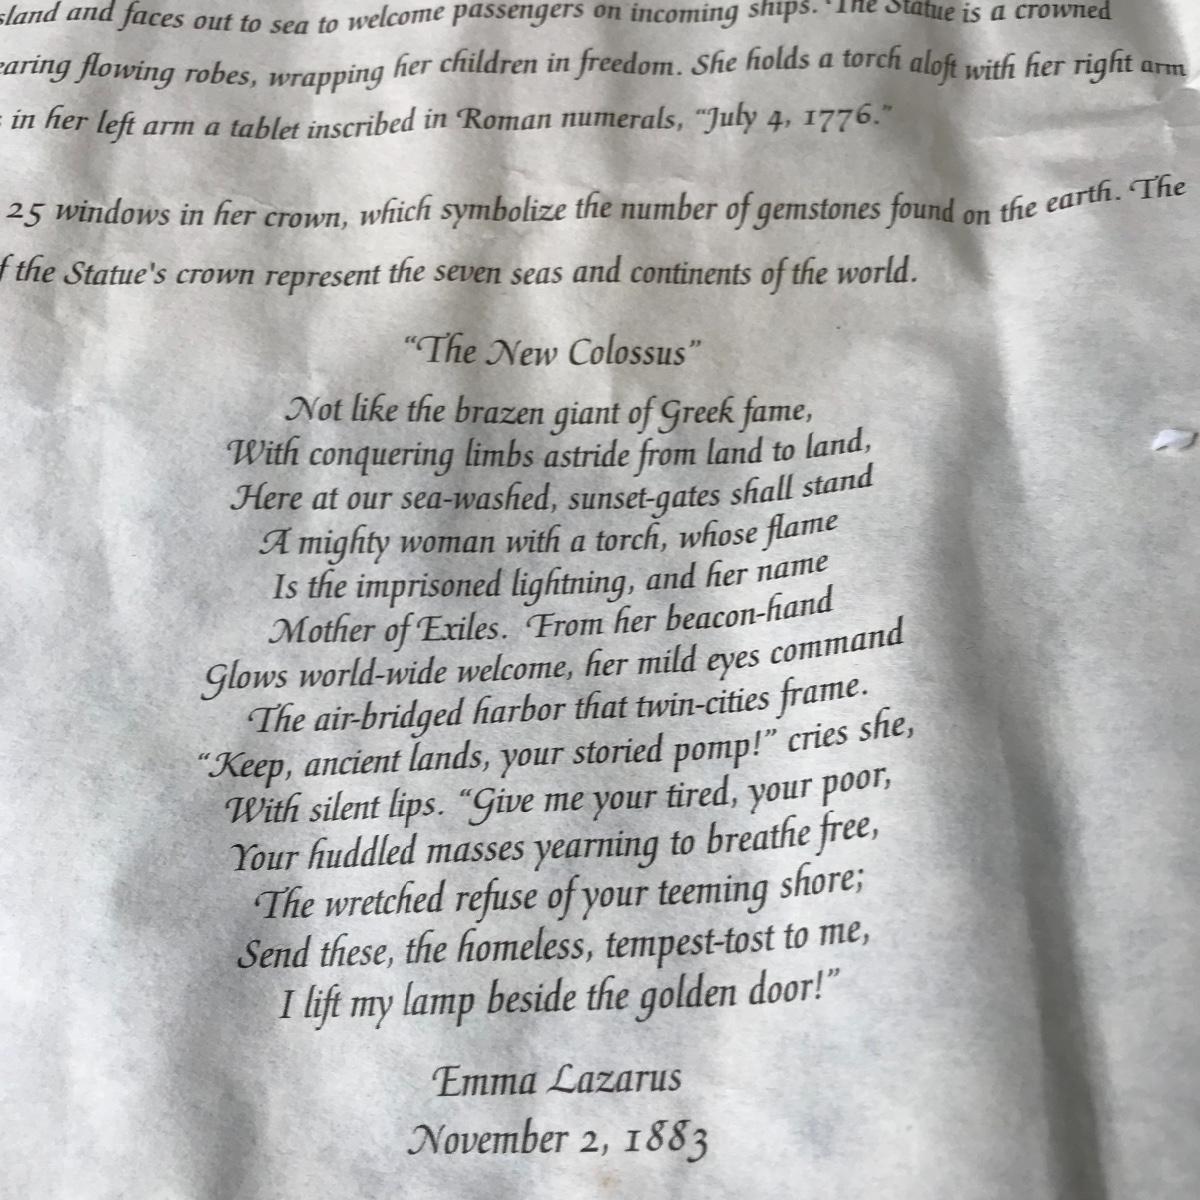 and faces out to sea to welcome passengers on incoming ships. The Statue is a crowned
flowing robes, wrapping her children in freedom. She holds a torch aloft with her right arm
in her left arm a tablet inscribed in Roman numerals, “July 4, 1776.”
25 windows in her crown, which symbolize the number of gemstones found on the earth. The
the Statue's crown represent the seven seas and continents of the world.
“The New Colossus”
Not like the brazen giant of Greek fame,
With conquering limbs astride from land to land,
Here at our sea-washed, sunset-gates shall stand
A mighty woman with a torch, whose flame
Is the imprisoned lightning, and her name
Mother of Exiles. From her beacon-hand
Glows world-wide welcome, her mild eyes command
The air-bridged harbor that twin-cities frame.
“Keep, ancient lands, your storied pomp!” cries she,
With silent lips. “Give me your tired, your poor,
Your huddled masses yearning to breathe free,
The wretched refuse of your teeming shore;
Send these, the homeless, tempest-tost to me,
I lift my lamp beside the golden door!”
Emma Lazarus
November 2, 1883